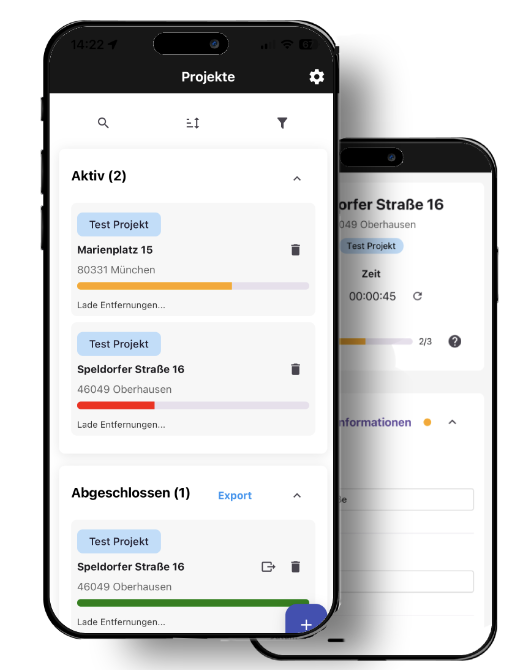 14:22
Projekte
Aktiv (2)
Test Projekt
Marienplatz 15
80331 München
Lade Entfernungen...
Test Projekt
Speldorfer Straße 16
46049 Oberhausen
Lade Entfernungen...
Abgeschlossen (1) Export
Test Projekt
Speldorfer Straße 16
46049 Oberhausen
Lade Entfernungen...
+
orfer Straße 16
049 Oberhausen
Test Projekt
Zeit
00:00:45
2/3
?
nformationen